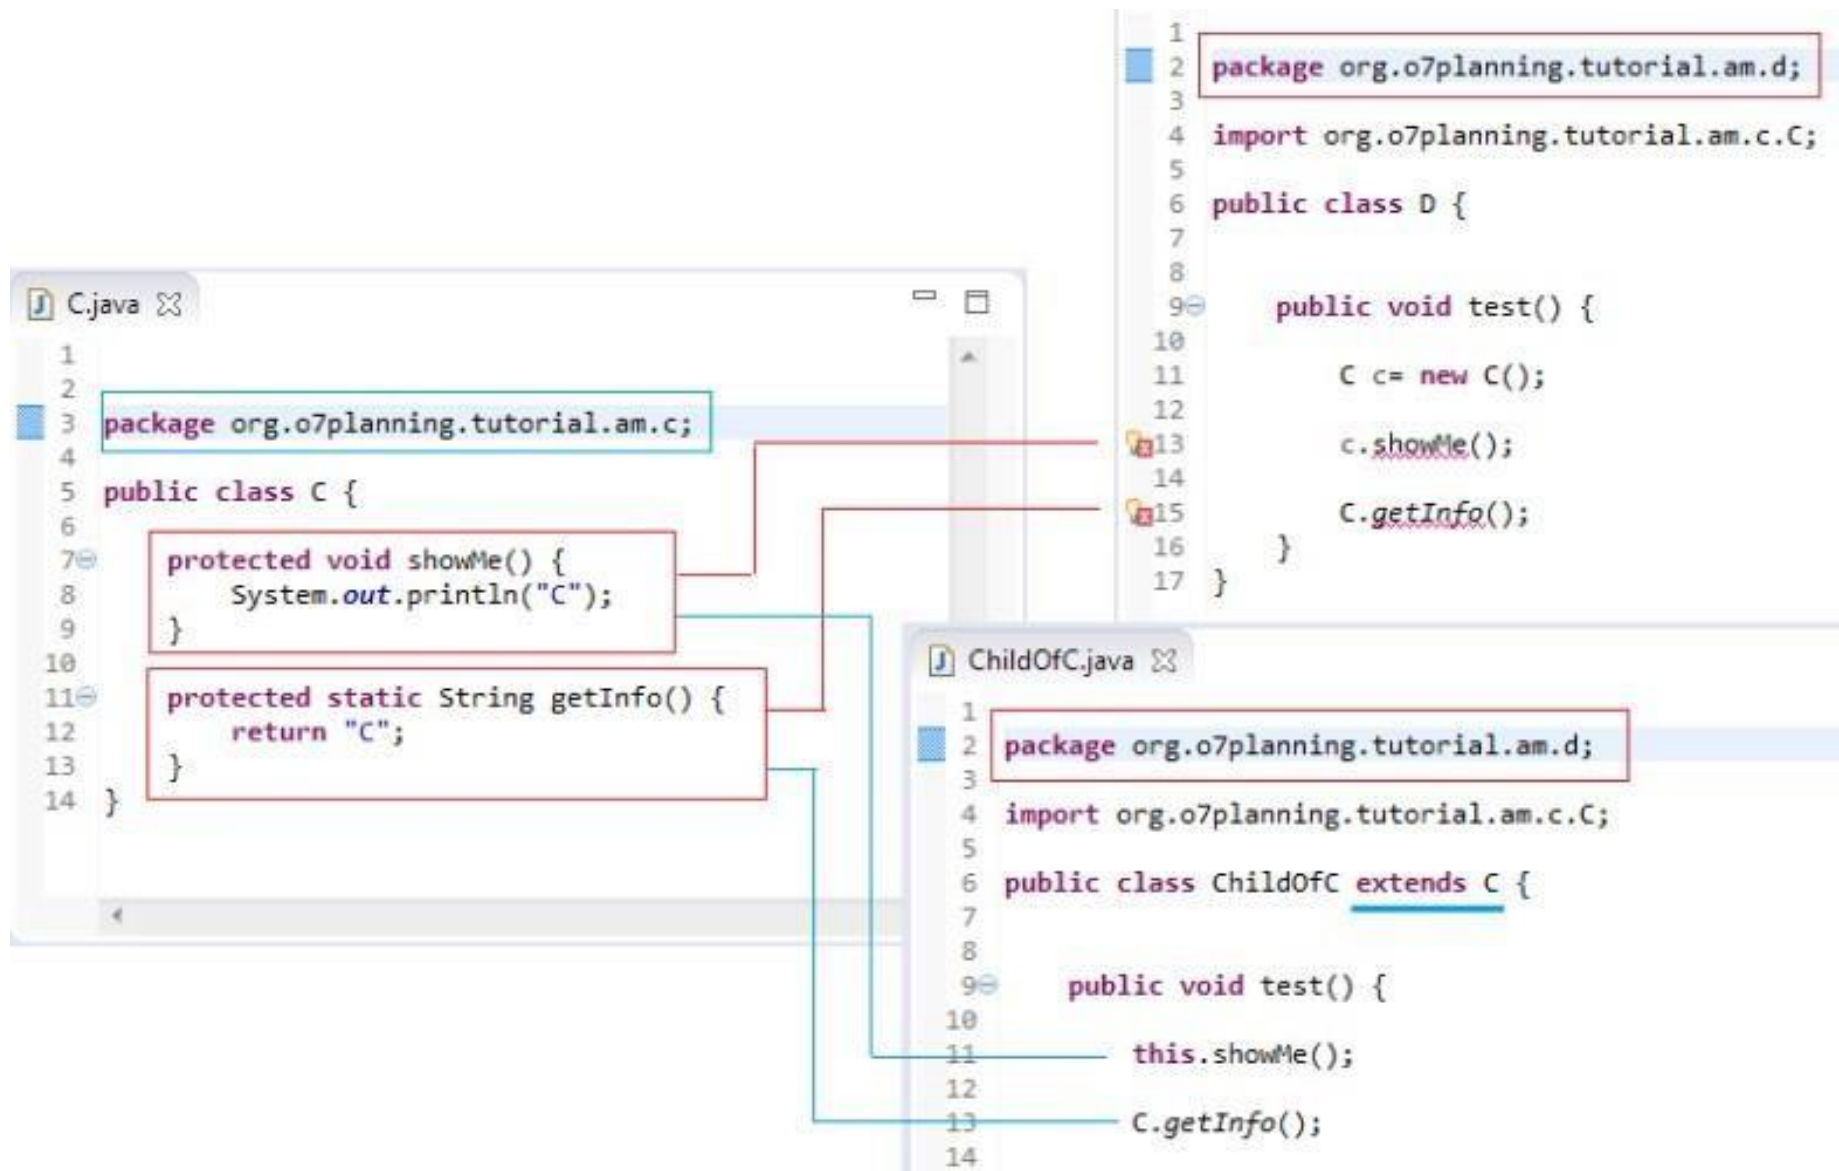 C.java
1
2
3 package org.o7planning.tutorial.am.c;
4
5 public class C {
6
7 protected void showMe() {
8 System.out.println("C");
9 }
10
11 protected static String getInfo() {
12 return "C";
13 }
14 }
1
2 package org.o7planning.tutorial.am.d;
3
4 import org.o7planning.tutorial.am.c.C;
5
6 public class D {
7
8
9 public void test() {
10
11 C c= new C();
12
13 c.showMe();
14
15 C.getInfo();
16 }
17 }
ChildOfC.java
1
2 package org.o7planning.tutorial.am.d;
3
4 import org.o7planning.tutorial.am.c.C;
5
6 public class ChildOfC extends C {
7
8
9 public void test() {
10
11 this.showMe();
12
13 C.getInfo();
14